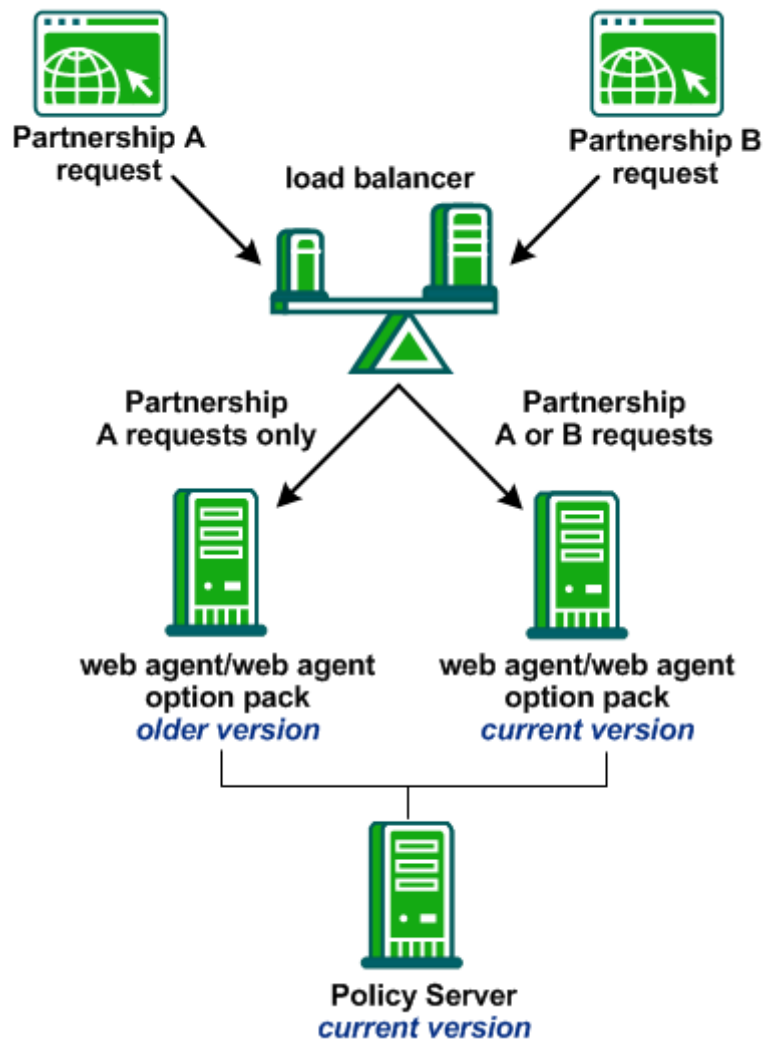 Partnership A
request
Partnership B
request
load balancer
Partnership
A requests only
Partnership
A or B requests
web agent/web agent
option pack
older version
web agent/web agent
option pack
current version
Policy Server
current version